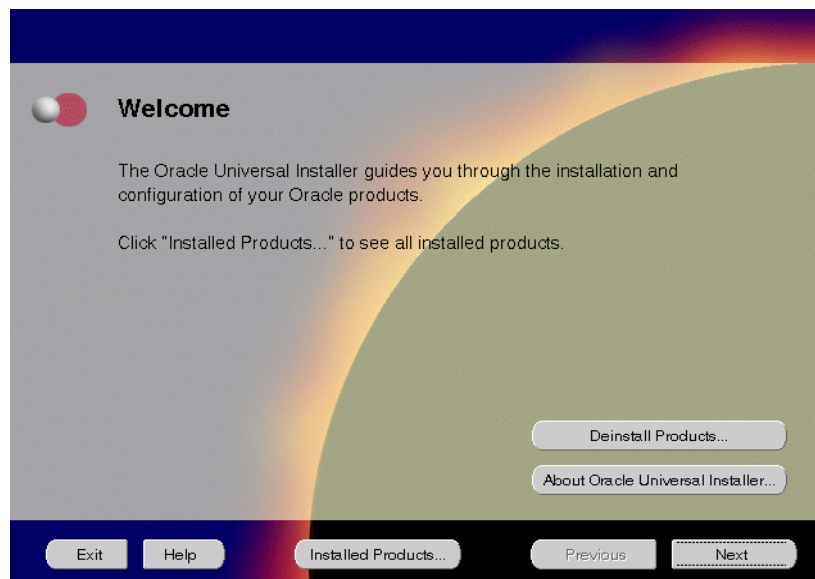 Welcome
The Oracle Universal Installer guides you through the installation and
configuration of your Oracle products.
Click "Installed Products..." to see all installed products.
Deinstall Products...
About Oracle Universal Installer...
Exit
Help
Installed Products...
Previous
Next